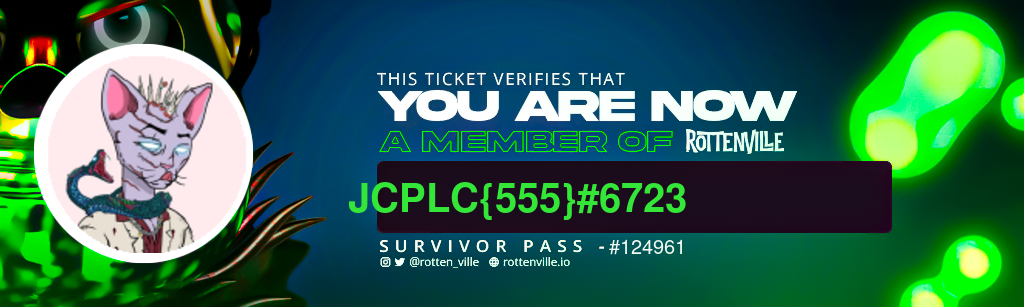 THIS TICKET VERIFIES THAT
YOU ARE NOW
A MEMBER OF ROTTENVILLE
JCPLC{555}#6723
SURVIVOR PASS - #124961
@rotten_ville rottenville.io